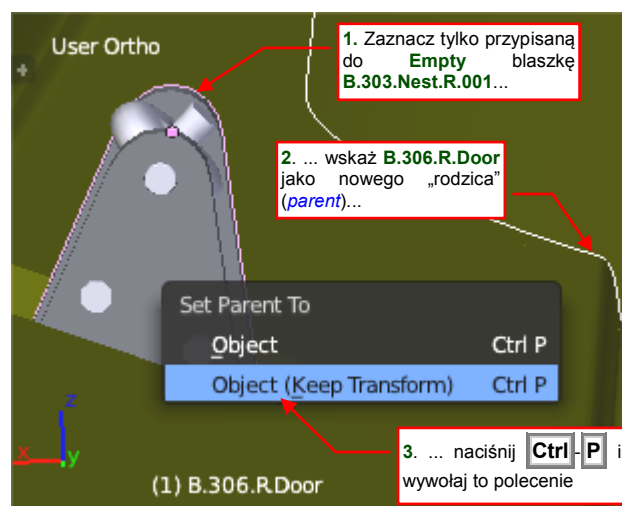 User Ortho
1. Zaznacz tylko przypisaną
do Empty blaszkę
B.303.Nest.R.001...
2. ... wskaż B.306.R.Door
jako nowego „rodzica”
(parent)...
Set Parent To
Object Ctrl P
Object (Keep Transform) Ctrl P
3. ... naciśnij Ctrl-P i
wywołaj to polecenie
z
x
y
(1) B.306.R.Door